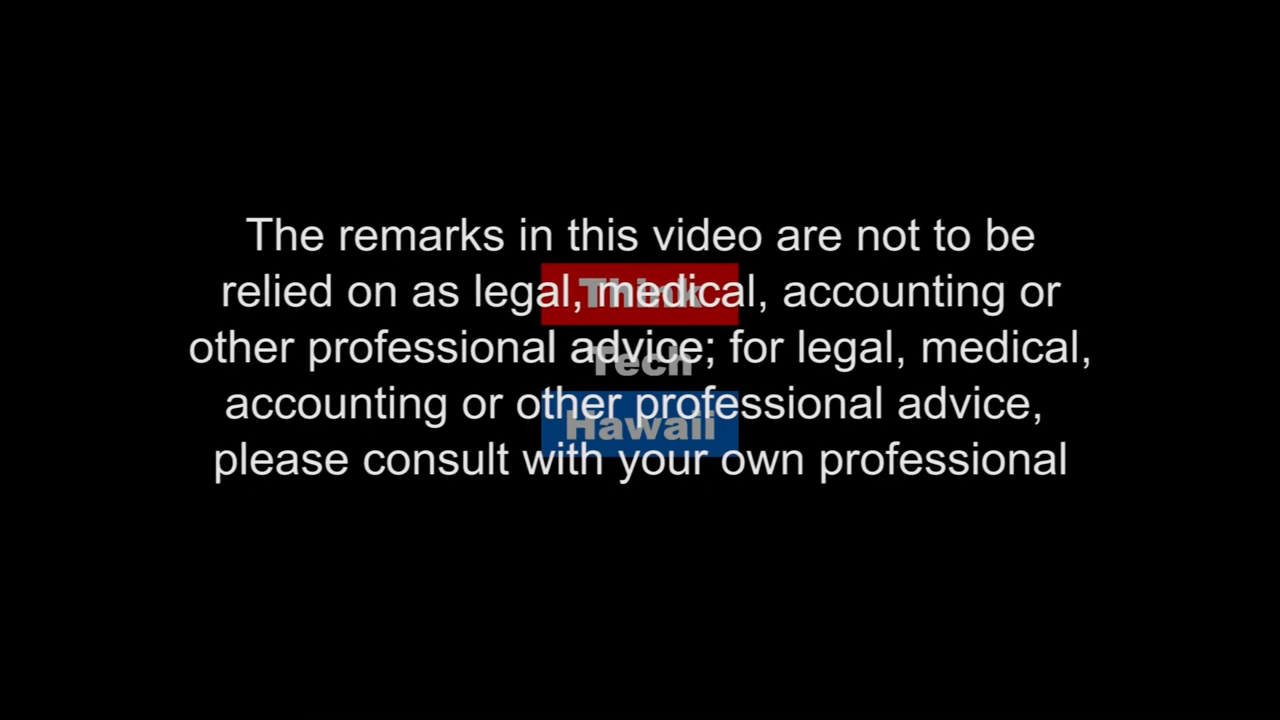 The remarks in this video are not to be
relied on as legal, medical, accounting or
other professional advice; for legal, medical,
accounting or other professional advice,
please consult with your own professional
Think
Tech
Hawaii